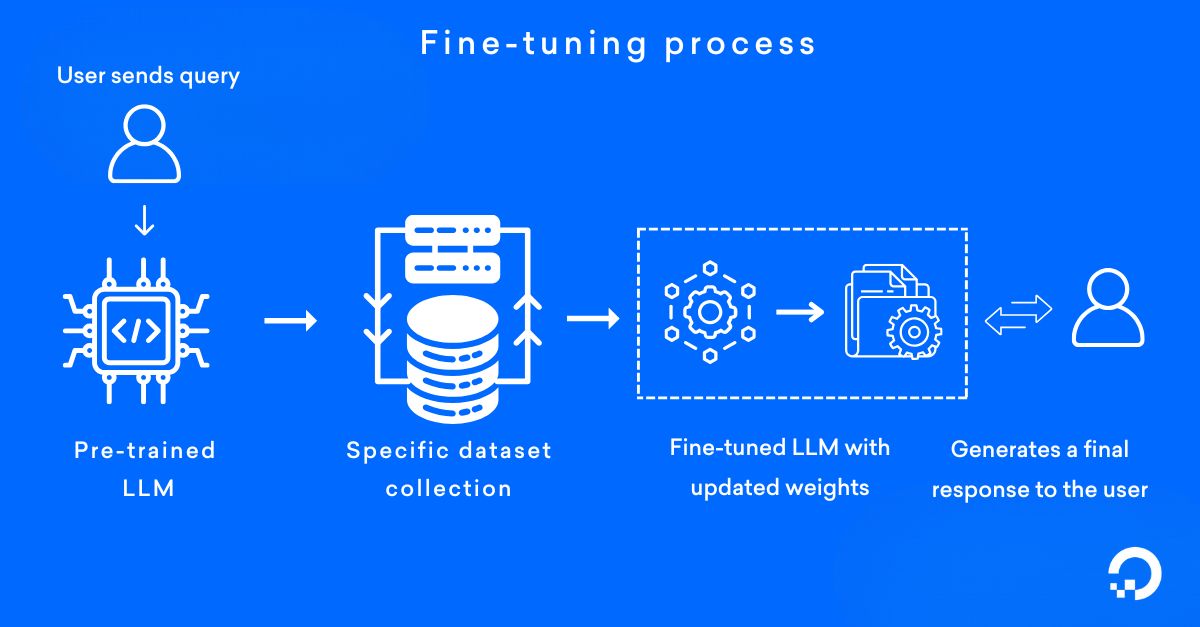 Fine-tuning process
User sends query
</>
Pre-trained
LLM
Specific dataset
collection
Fine-tuned LLM with
updated weights
Generates a final
response to the user